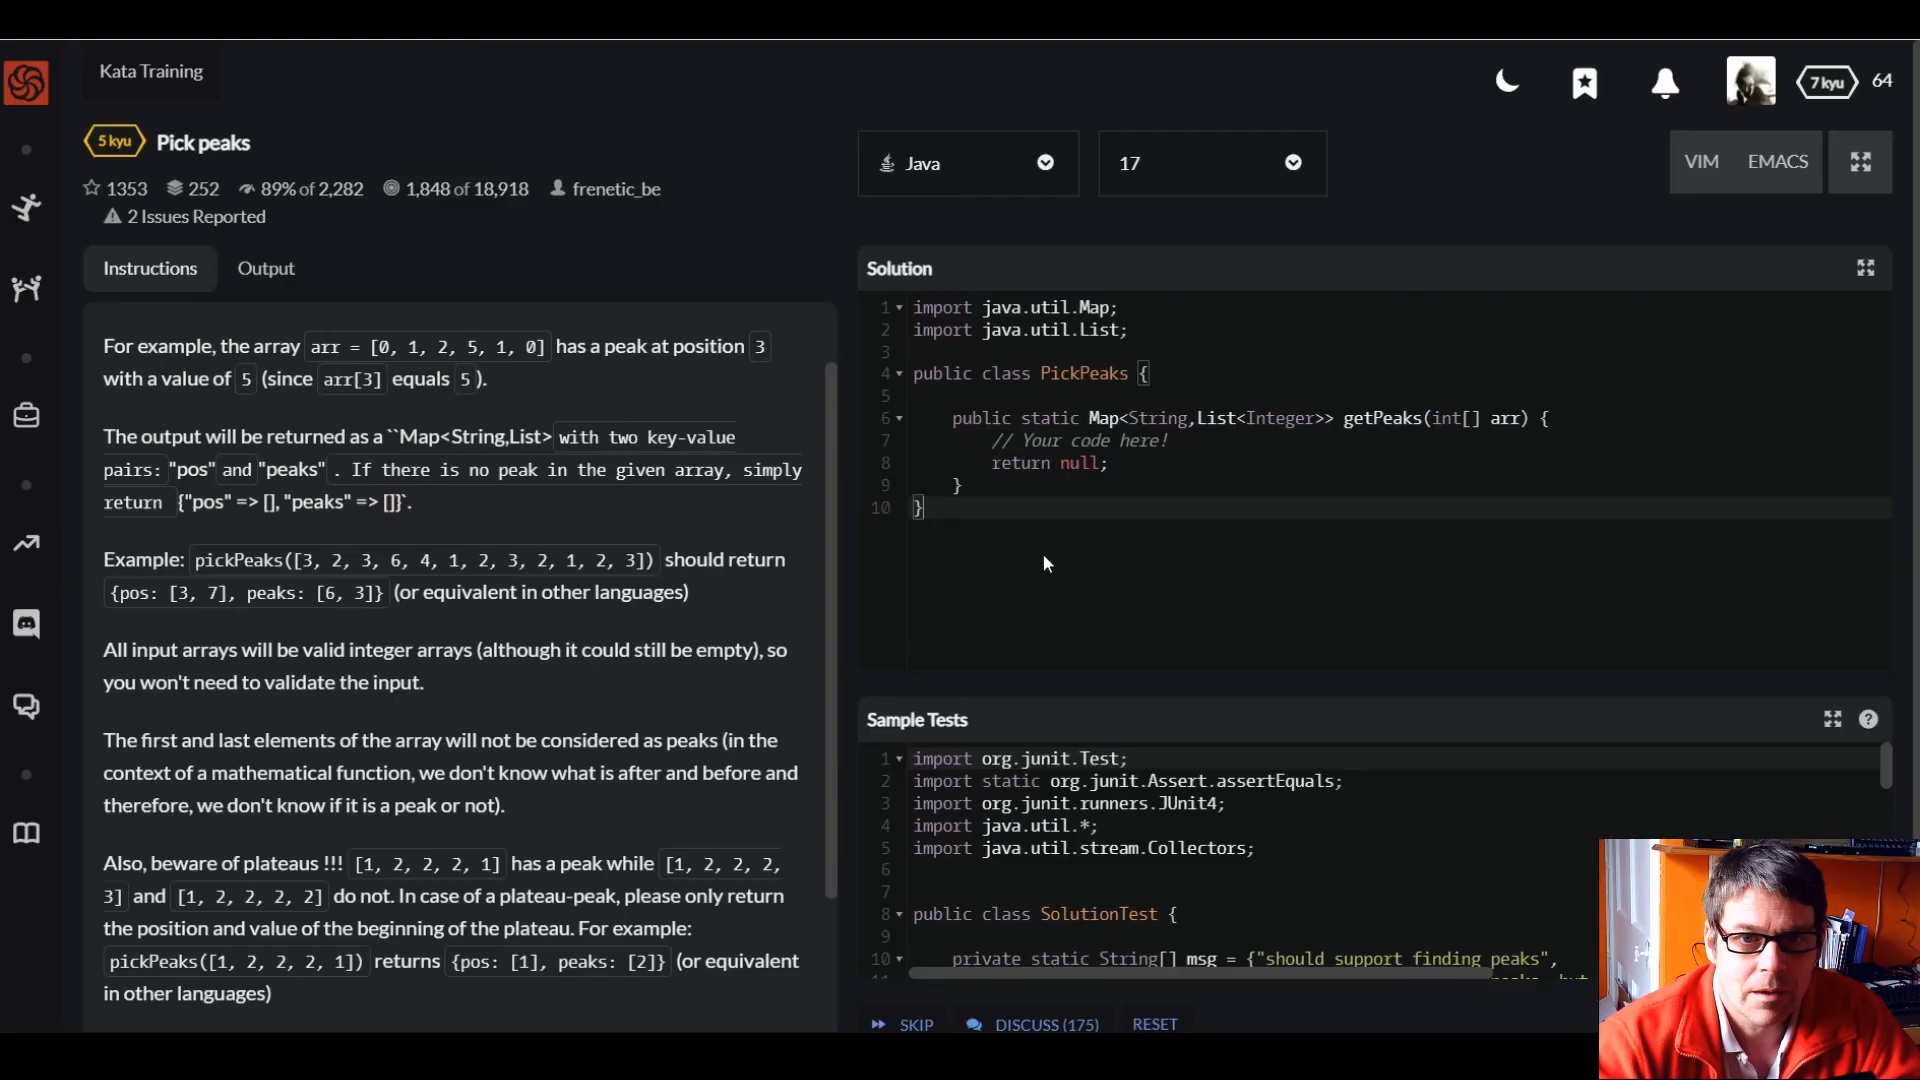 Kata Training
7 kyu 64
5 kyu Pick peaks
1353 252 89% of 2,282 1,848 of 18,918 frenetic_be
2 Issues Reported
Instructions Output
For example, the array arr = [0, 1, 2, 5, 1, 0] has a peak at position 3
with a value of 5 (since arr[3] equals 5 ).
The output will be returned as a ``Map<String,List> with two key-value
pairs: "pos" and "peaks" . If there is no peak in the given array, simply
return {"pos" => [], "peaks" => []}`.
Example: pickPeaks([3, 2, 3, 6, 4, 1, 2, 3, 2, 1, 2, 3]) should return
{pos: [3, 7], peaks: [6, 3]} (or equivalent in other languages)
All input arrays will be valid integer arrays (although it could still be empty), so
you won't need to validate the input.
The first and last elements of the array will not be considered as peaks (in the
context of a mathematical function, we don't know what is after and before and
therefore, we don't know if it is a peak or not).
Also, beware of plateaus !!! [1, 2, 2, 2, 1] has a peak while [1, 2, 2, 2,
3] and [1, 2, 2, 2, 2] do not. In case of a plateau-peak, please only return
the position and value of the beginning of the plateau. For example:
pickPeaks([1, 2, 2, 2, 1]) returns {pos: [1], peaks: [2]} (or equivalent
in other languages)
Java 17 VIM EMACS
Solution
1 import java.util.Map;
2 import java.util.List;
3
4 public class PickPeaks {
5
6 public static Map<String,List<Integer>> getPeaks(int[] arr) {
7 // Your code here!
8 return null;
9 }
10 }
Sample Tests ?
1 import org.junit.Test;
2 import static org.junit.Assert.assertEquals;
3 import org.junit.runners.JUnit4;
4 import java.util.*;
5 import java.util.stream.Collectors;
6
7
8 public class SolutionTest {
9
10 private static String[] msg = {"should support finding peaks",
SKIP DISCUSS (175) RESET